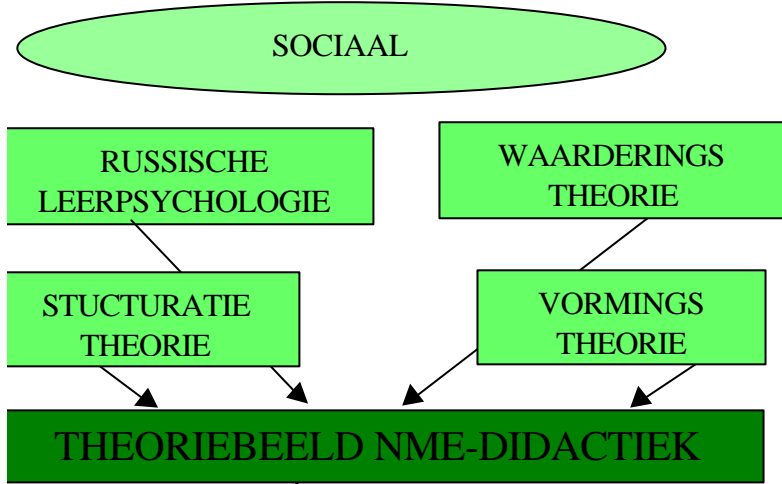 SOCIAAL
RUSSISCHE
LEERPSYCHOLOGIE
WAARDERINGS
THEORIE
STUCTURATIE
THEORIE
VORMINGS
THEORIE
THEORIEBEELD NME-DIDACTIEK